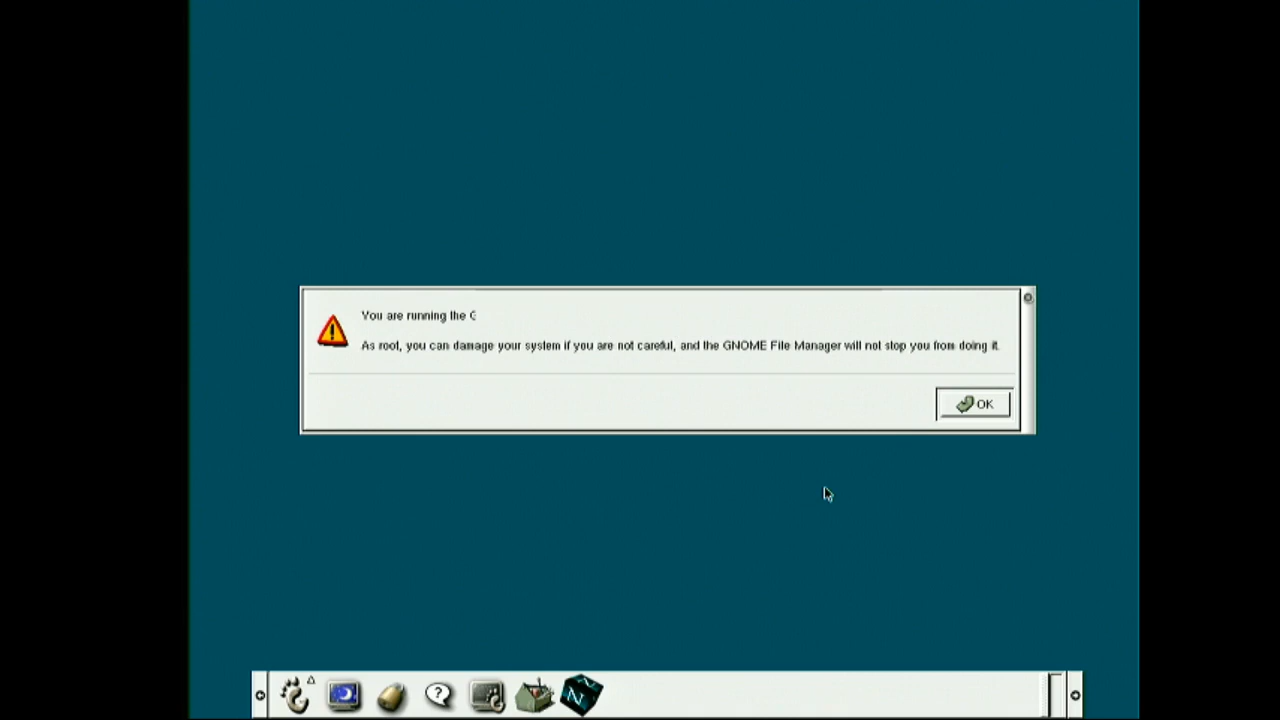 You are running the G
As root, you can damage your system if you are not careful, and the GNOME File Manager will not stop you from doing it.
OK